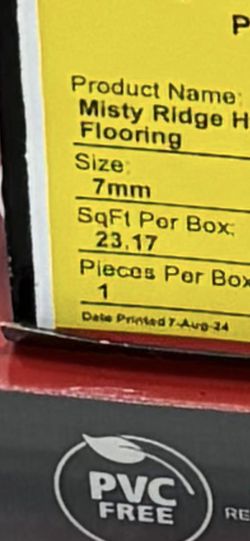 P
Product Name:
Misty Ridge H
Flooring
Size:
7mm
SqFt Per Box:
23.17
Pieces Per Box
1
Date Printed 7-Aug-24
PVC
FREE
RE